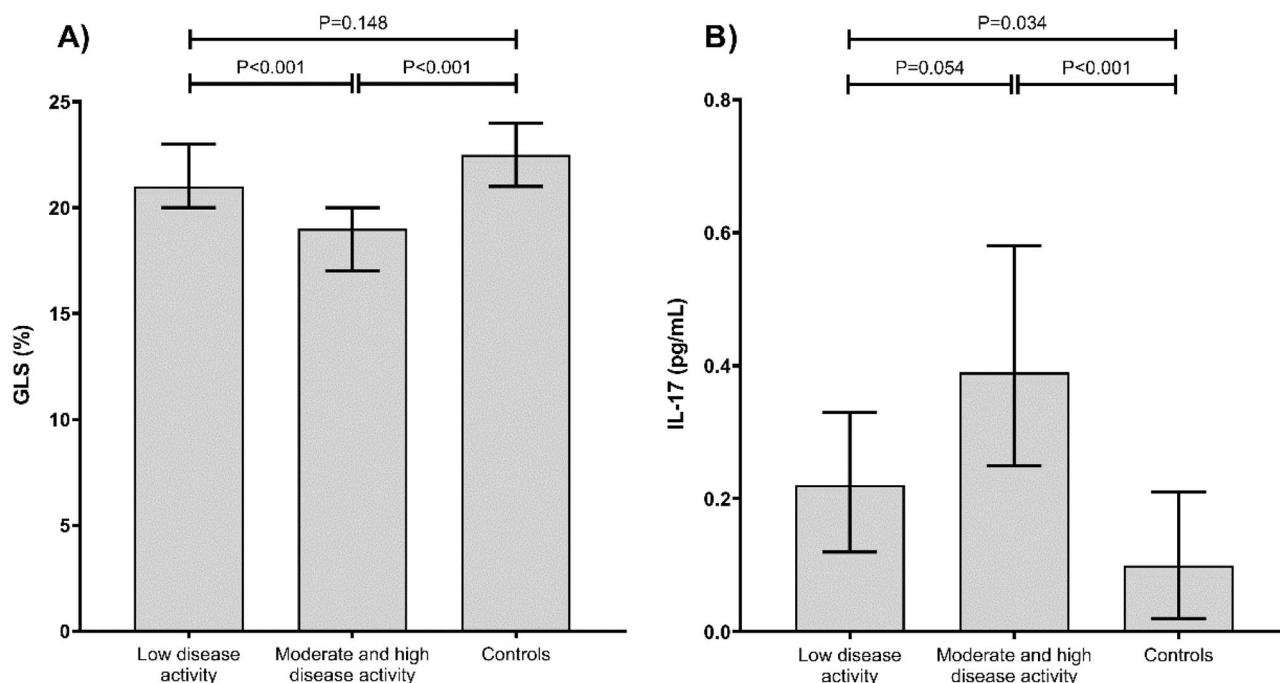 A)
P=0.148
P<0.001 P<0.001
25
20
15
10
5
0
GLS (%)
Low disease
activity
Moderate and high
disease activity
Controls
B)
P=0.034
P=0.054 P<0.001
0.8
0.6
0.4
0.2
0.0
IL-17 (pg/mL)
Low disease
activity
Moderate and high
disease activity
Controls